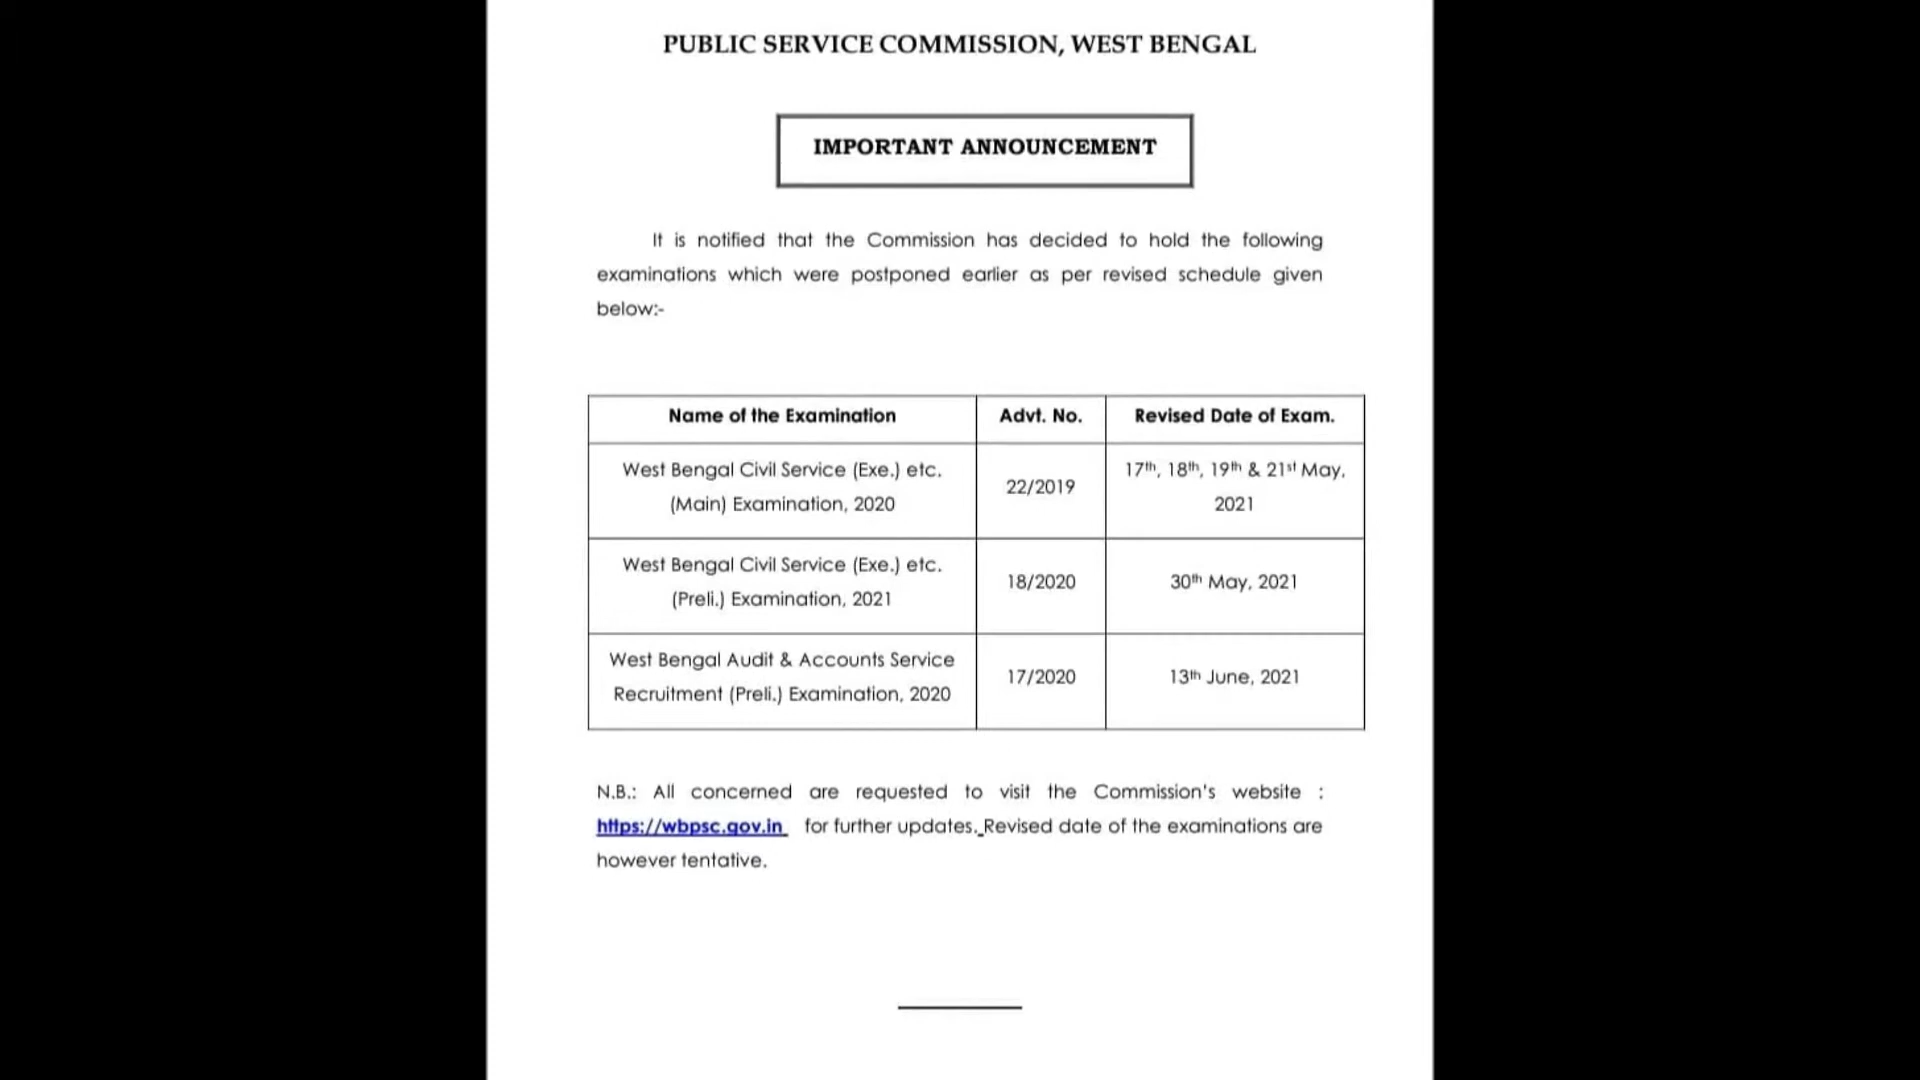 PUBLIC SERVICE COMMISSION, WEST BENGAL
IMPORTANT ANNOUNCEMENT
It is notified that the Commission has decided to hold the following
examinations which were postponed earlier as per revised schedule given
below:-
Name of the Examination Advt. No. Revised Date of Exam.
West Bengal Civil Service (Exe.) etc.
(Main) Examination, 2020
22/2019
17th, 18th, 19th & 21st May,
2021
West Bengal Civil Service (Exe.) etc.
(Preli.) Examination, 2021
18/2020
30th May, 2021
West Bengal Audit & Accounts Service
Recruitment (Preli.) Examination, 2020
17/2020
13th June, 2021
N.B.: All concerned are requested to visit the Commission's website :
https://wbpsc.gov.in for further updates. Revised date of the examinations are
however tentative.